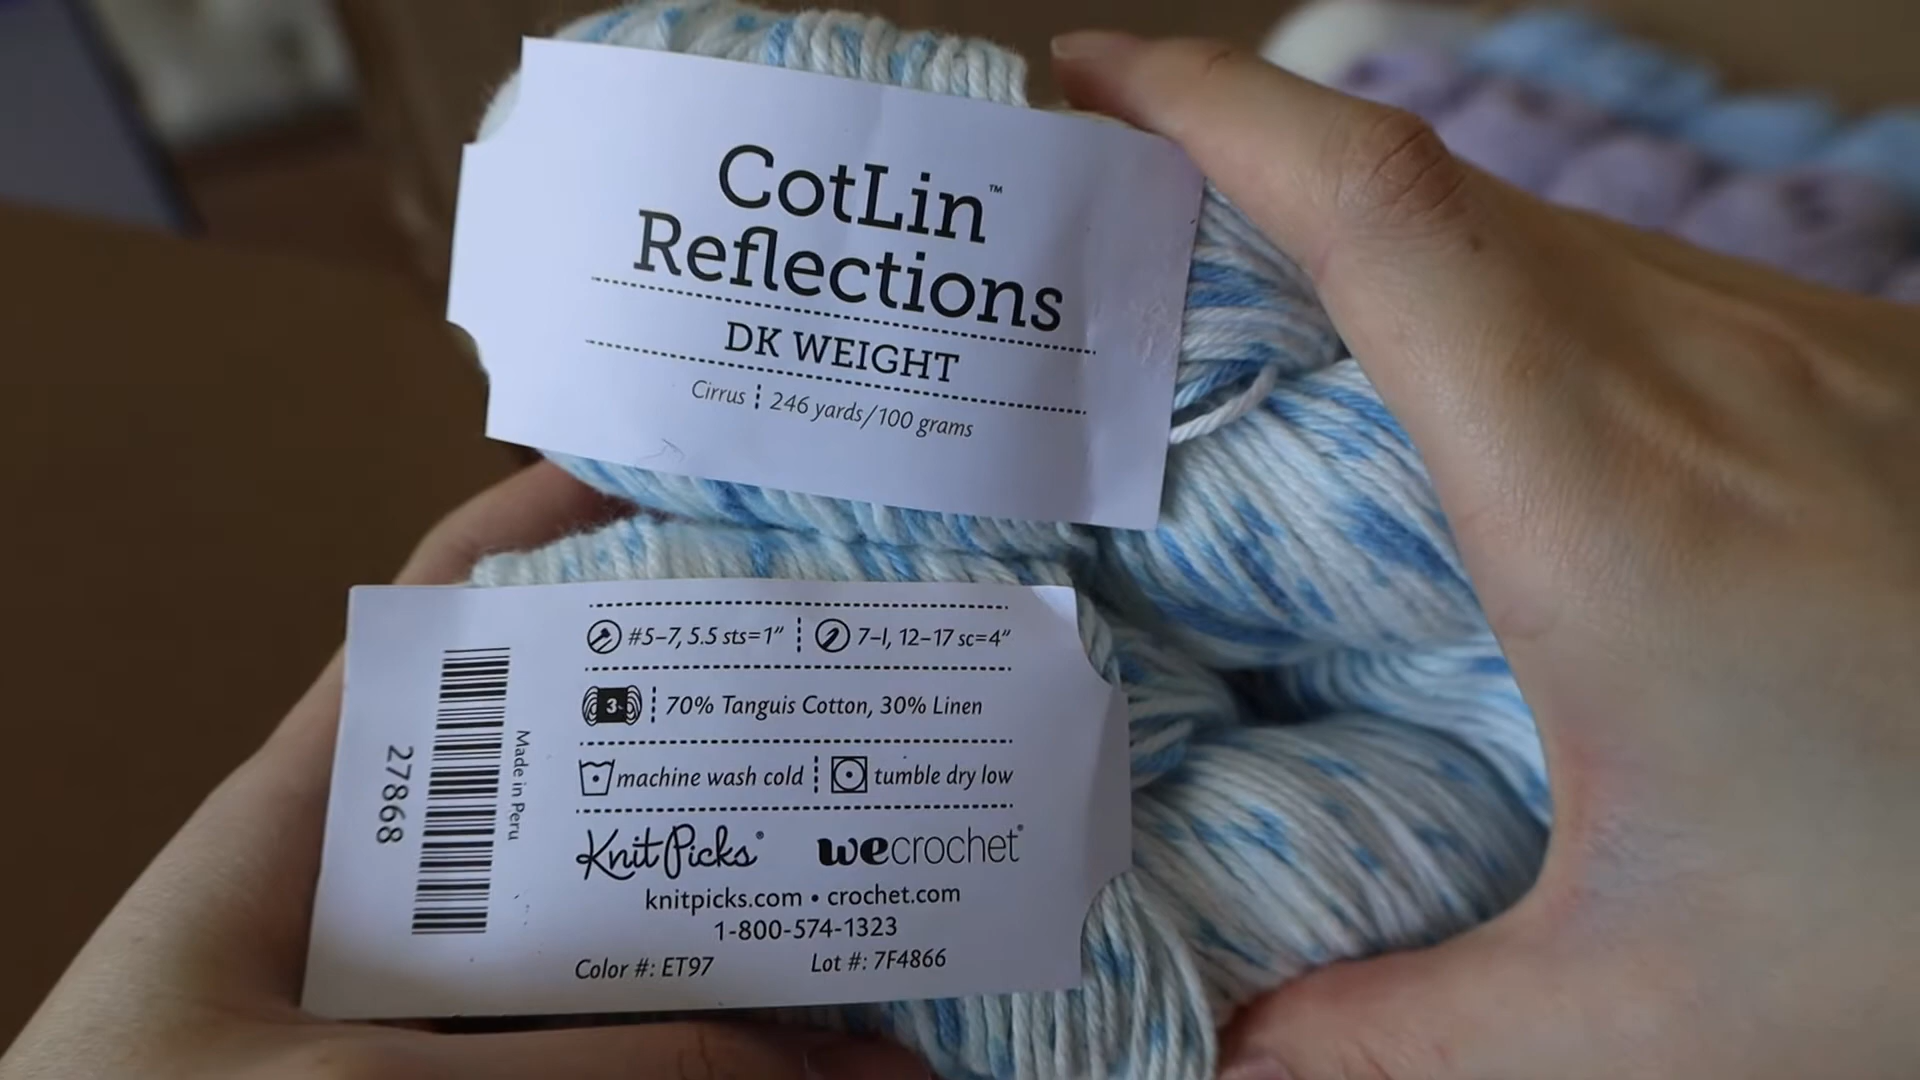 CotLin™
Reflections
DK WEIGHT
Cirrus ¦ 246 yards/100 grams
#5–7, 5.5 sts=1" ¦ 7–I, 12–17 sc=4"
3 ¦ 70% Tanguis Cotton, 30% Linen
machine wash cold ¦ tumble dry low
KnitPicks® wecrochet®
knitpicks.com • crochet.com
1-800-574-1323
Color #: ET97 Lot #: 7F4866
Made in Peru
27868